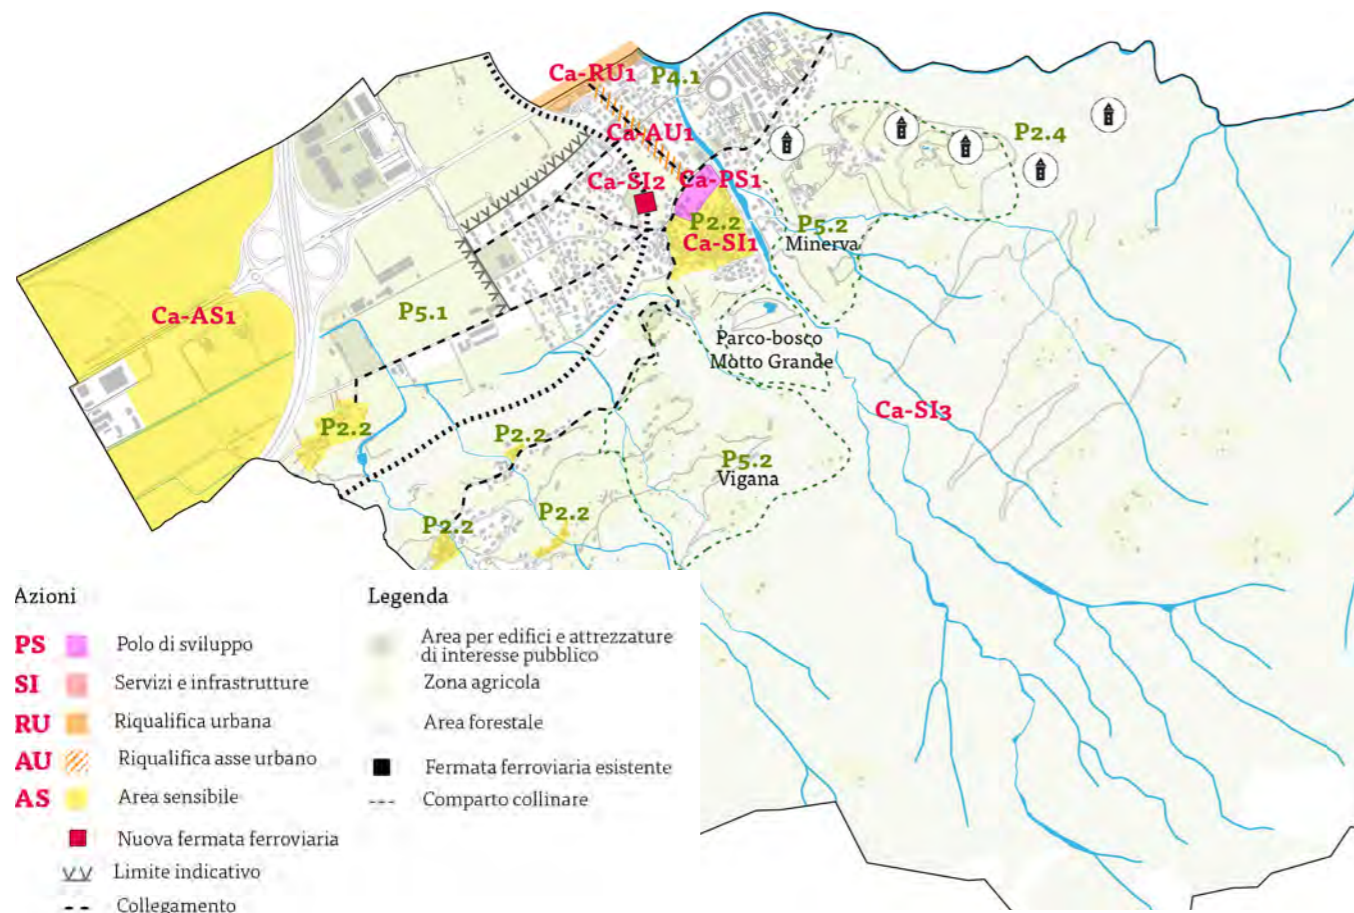 Ca-RU1
P4.1
Ca-AU1
P2.4
Ca-SI2
Ca-PS1
P2.2
P5.2
Ca-SI1
Minerva
Ca-AS1
P5.1
Parco-bosco
Motto Grande
Ca-SI3
P2.2
P2.2
P5.2
Vigana
P2.2
P2.2
Azioni
PS Polo di sviluppo
SI Servizi e infrastrutture
RU Riqualifica urbana
AU Riqualifica asse urbano
AS Area sensibile
Nuova fermata ferroviaria
Limite indicativo
Collegamento
Legenda
Area per edifici e attrezzature
di interesse pubblico
Zona agricola
Area forestale
Fermata ferroviaria esistente
Comparto collinare